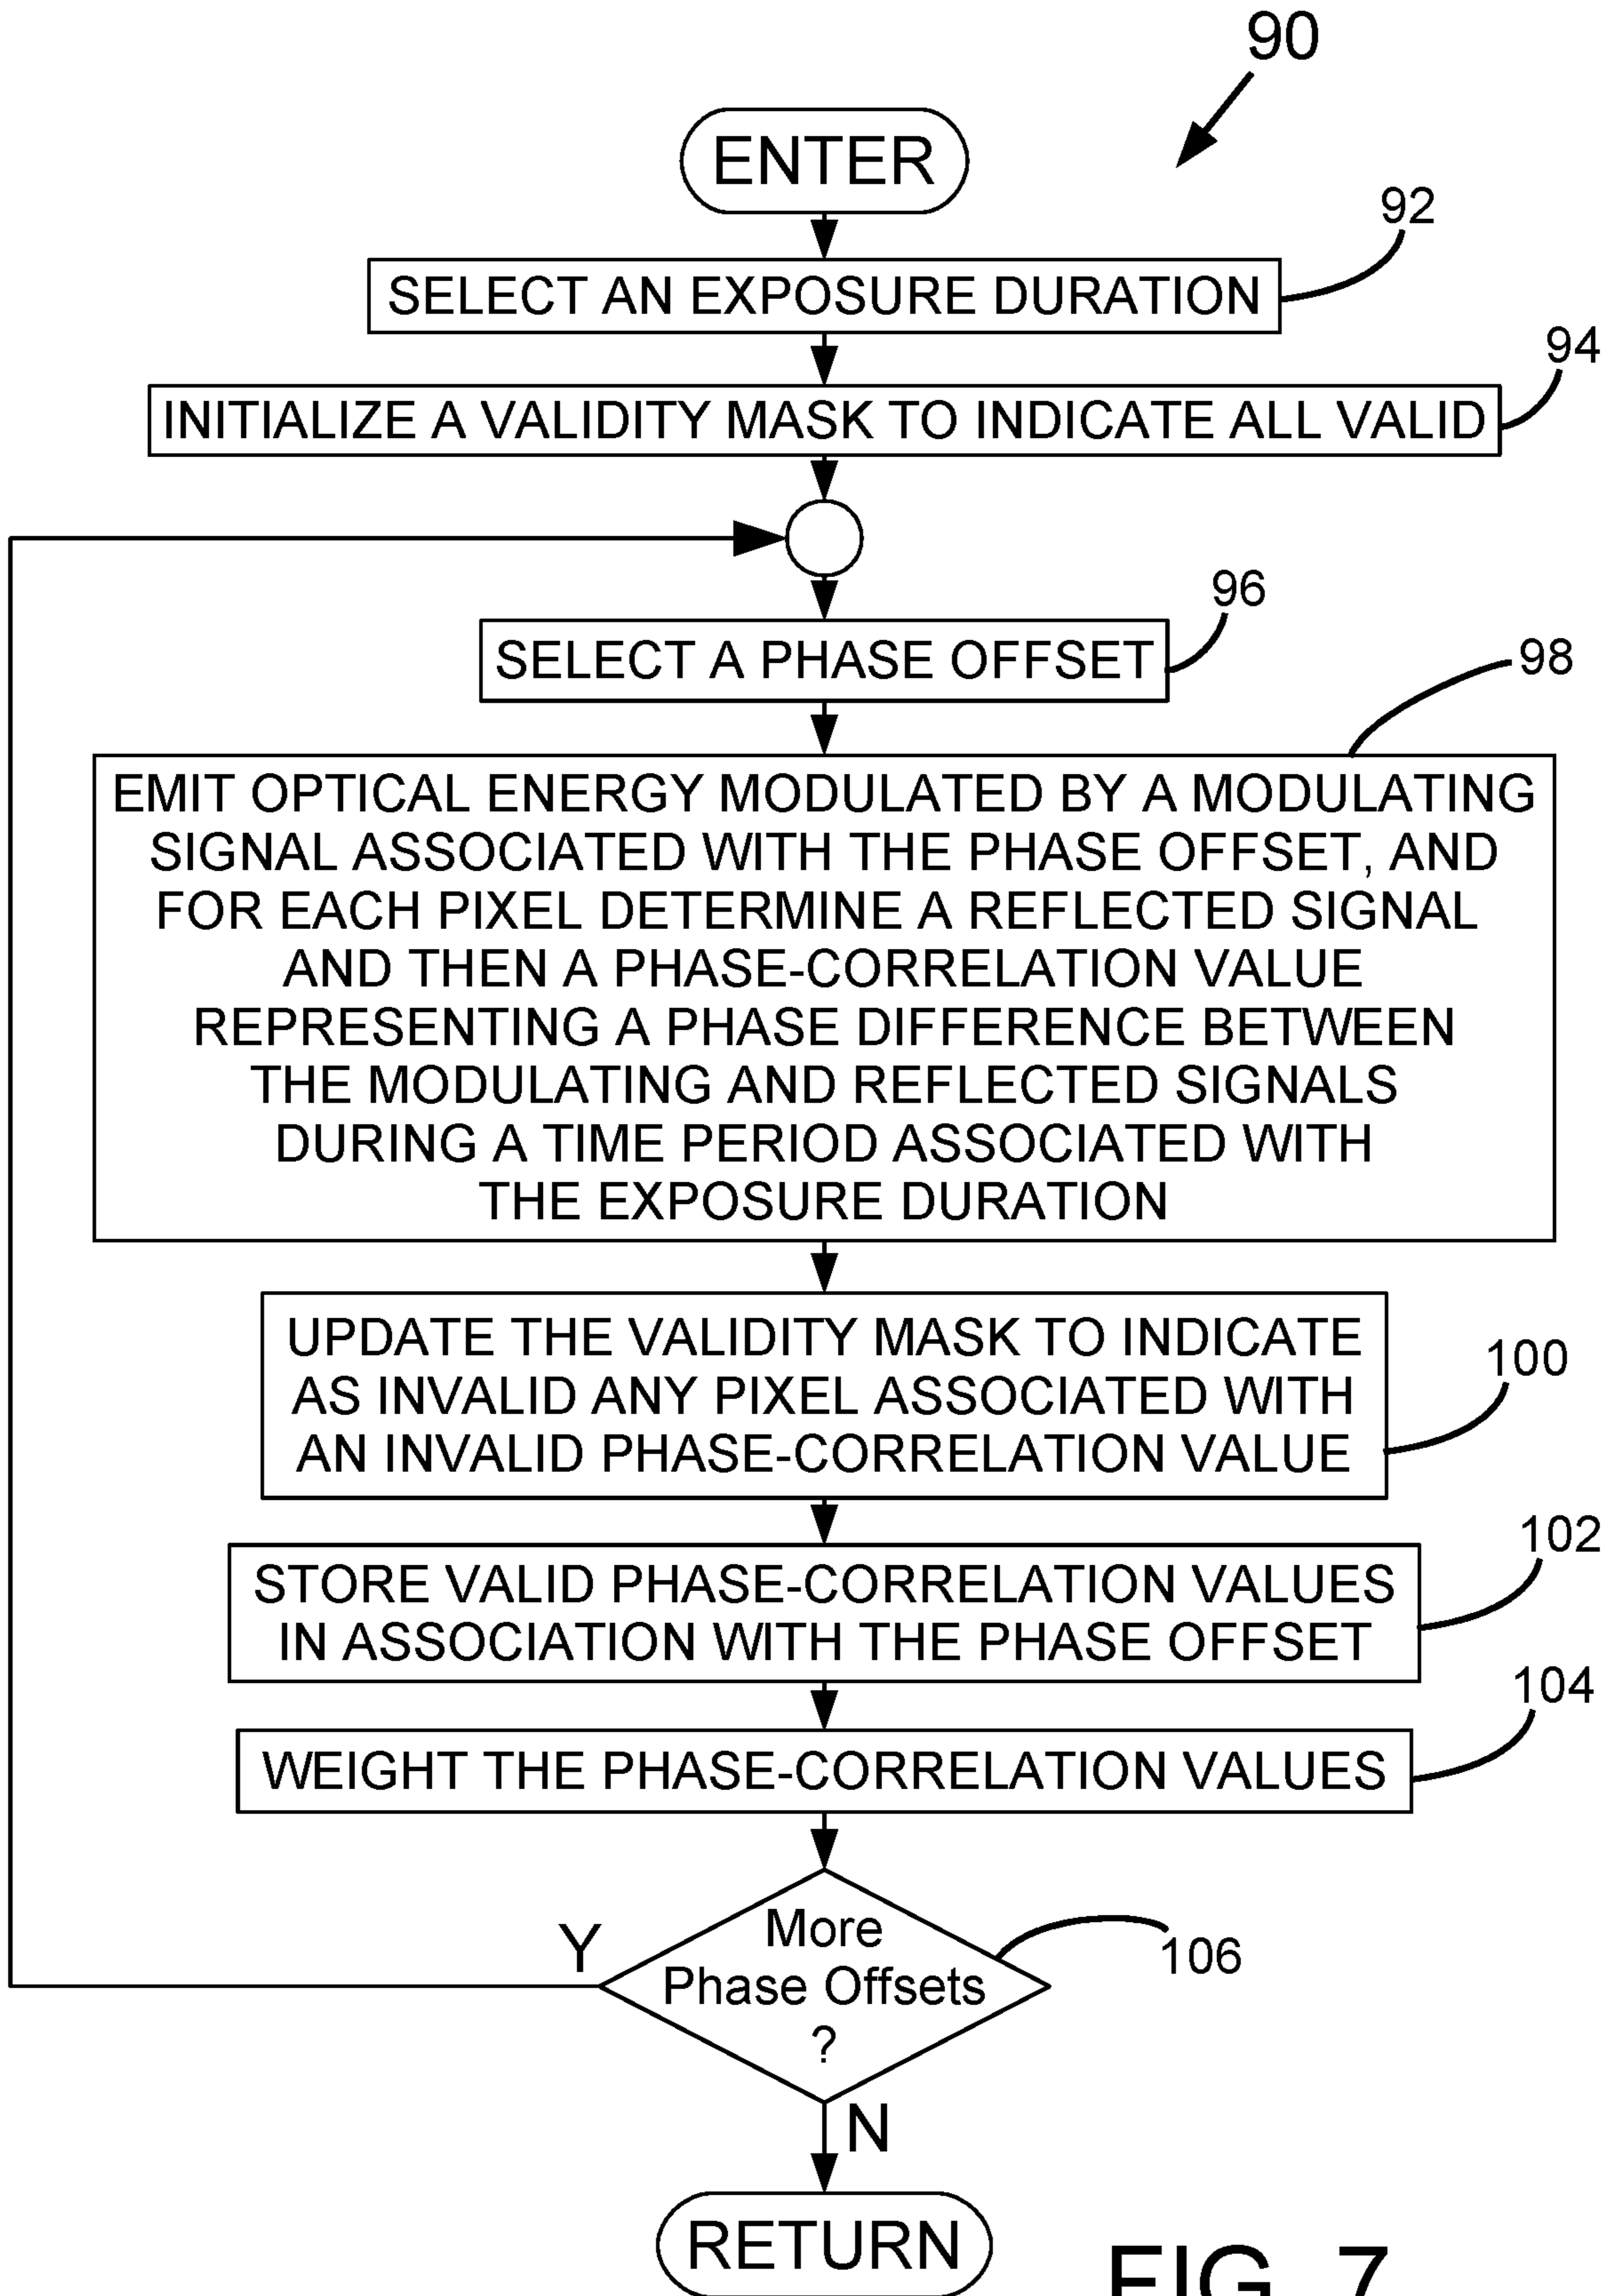 90
ENTER
92
SELECT AN EXPOSURE DURATION
94
INITIALIZE A VALIDITY MASK TO INDICATE ALL VALID
96
SELECT A PHASE OFFSET
98
EMIT OPTICAL ENERGY MODULATED BY A MODULATING
SIGNAL ASSOCIATED WITH THE PHASE OFFSET, AND
FOR EACH PIXEL DETERMINE A REFLECTED SIGNAL
AND THEN A PHASE-CORRELATION VALUE
REPRESENTING A PHASE DIFFERENCE BETWEEN
THE MODULATING AND REFLECTED SIGNALS
DURING A TIME PERIOD ASSOCIATED WITH
THE EXPOSURE DURATION
UPDATE THE VALIDITY MASK TO INDICATE
AS INVALID ANY PIXEL ASSOCIATED WITH
AN INVALID PHASE-CORRELATION VALUE
100
STORE VALID PHASE-CORRELATION VALUES
IN ASSOCIATION WITH THE PHASE OFFSET
102
WEIGHT THE PHASE-CORRELATION VALUES
104
More
Phase Offsets
?
106
Y
N
RETURN
FIG. 7